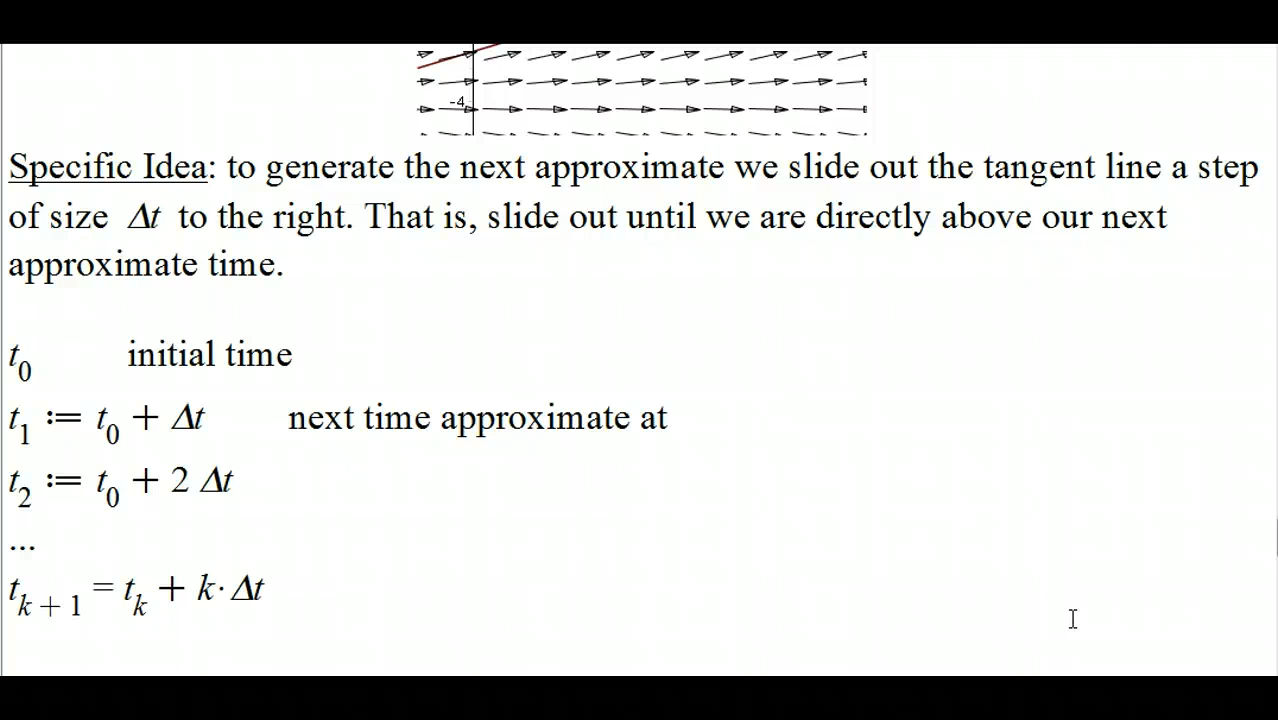 -4
Specific Idea: to generate the next approximate we slide out the tangent line a step
of size Δt to the right. That is, slide out until we are directly above our next
approximate time.
t₀ initial time
t₁ := t₀ + Δt next time approximate at
t₂ := t₀ + 2 Δt
...
tₖ₊₁ = tₖ + k·Δt